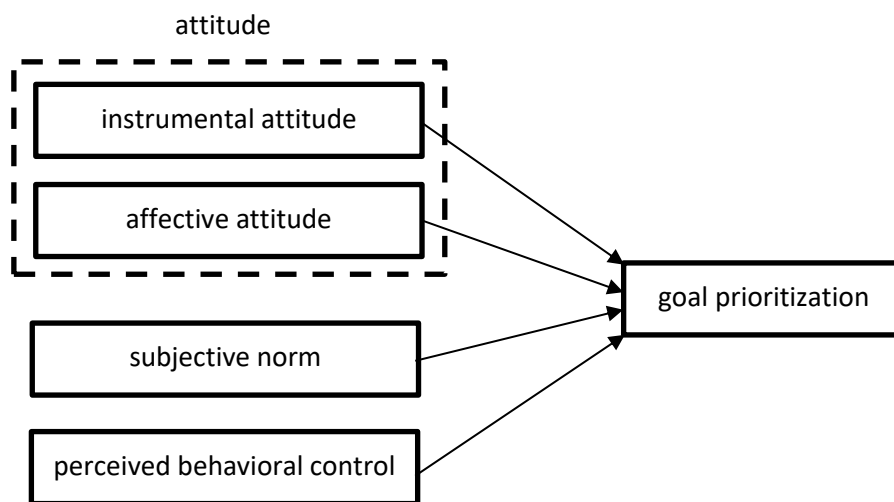 attitude
instrumental attitude
affective attitude
goal prioritization
subjective norm
perceived behavioral control